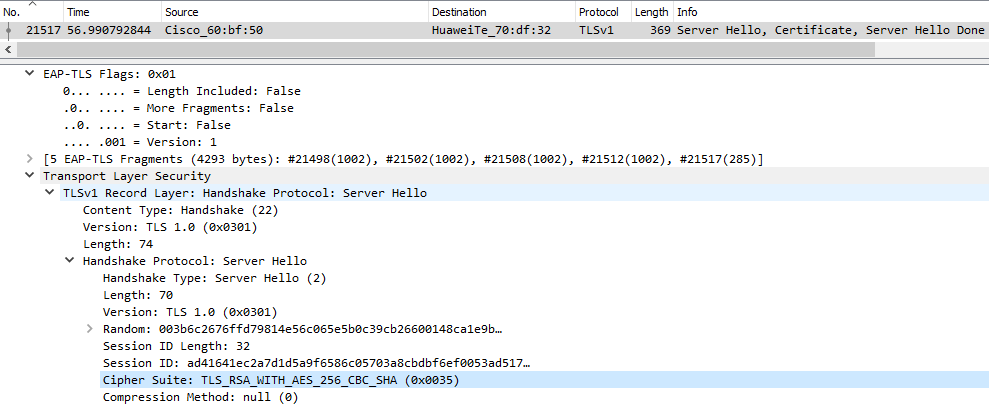 No. Time Source Destination Protocol Length Info
21517 56.990792844 Cisco_60:bf:50 HuaweiTe_70:df:32 TLSv1 369 Server Hello, Certificate, Server Hello Done
EAP-TLS Flags: 0x01
0... .... = Length Included: False
.0.. .... = More Fragments: False
..0. .... = Start: False
.... .001 = Version: 1
[5 EAP-TLS Fragments (4293 bytes): #21498(1002), #21502(1002), #21508(1002), #21512(1002), #21517(285)]
Transport Layer Security
TLSv1 Record Layer: Handshake Protocol: Server Hello
Content Type: Handshake (22)
Version: TLS 1.0 (0x0301)
Length: 74
Handshake Protocol: Server Hello
Handshake Type: Server Hello (2)
Length: 70
Version: TLS 1.0 (0x0301)
Random: 003b6c2676ffd79814e56c065e5b0c39cb26600148ca1e9b…
Session ID Length: 32
Session ID: ad41641ec2a7d1d5a9f6586c05703a8cbdbf6ef0053ad517…
Cipher Suite: TLS_RSA_WITH_AES_256_CBC_SHA (0x0035)
Compression Method: null (0)